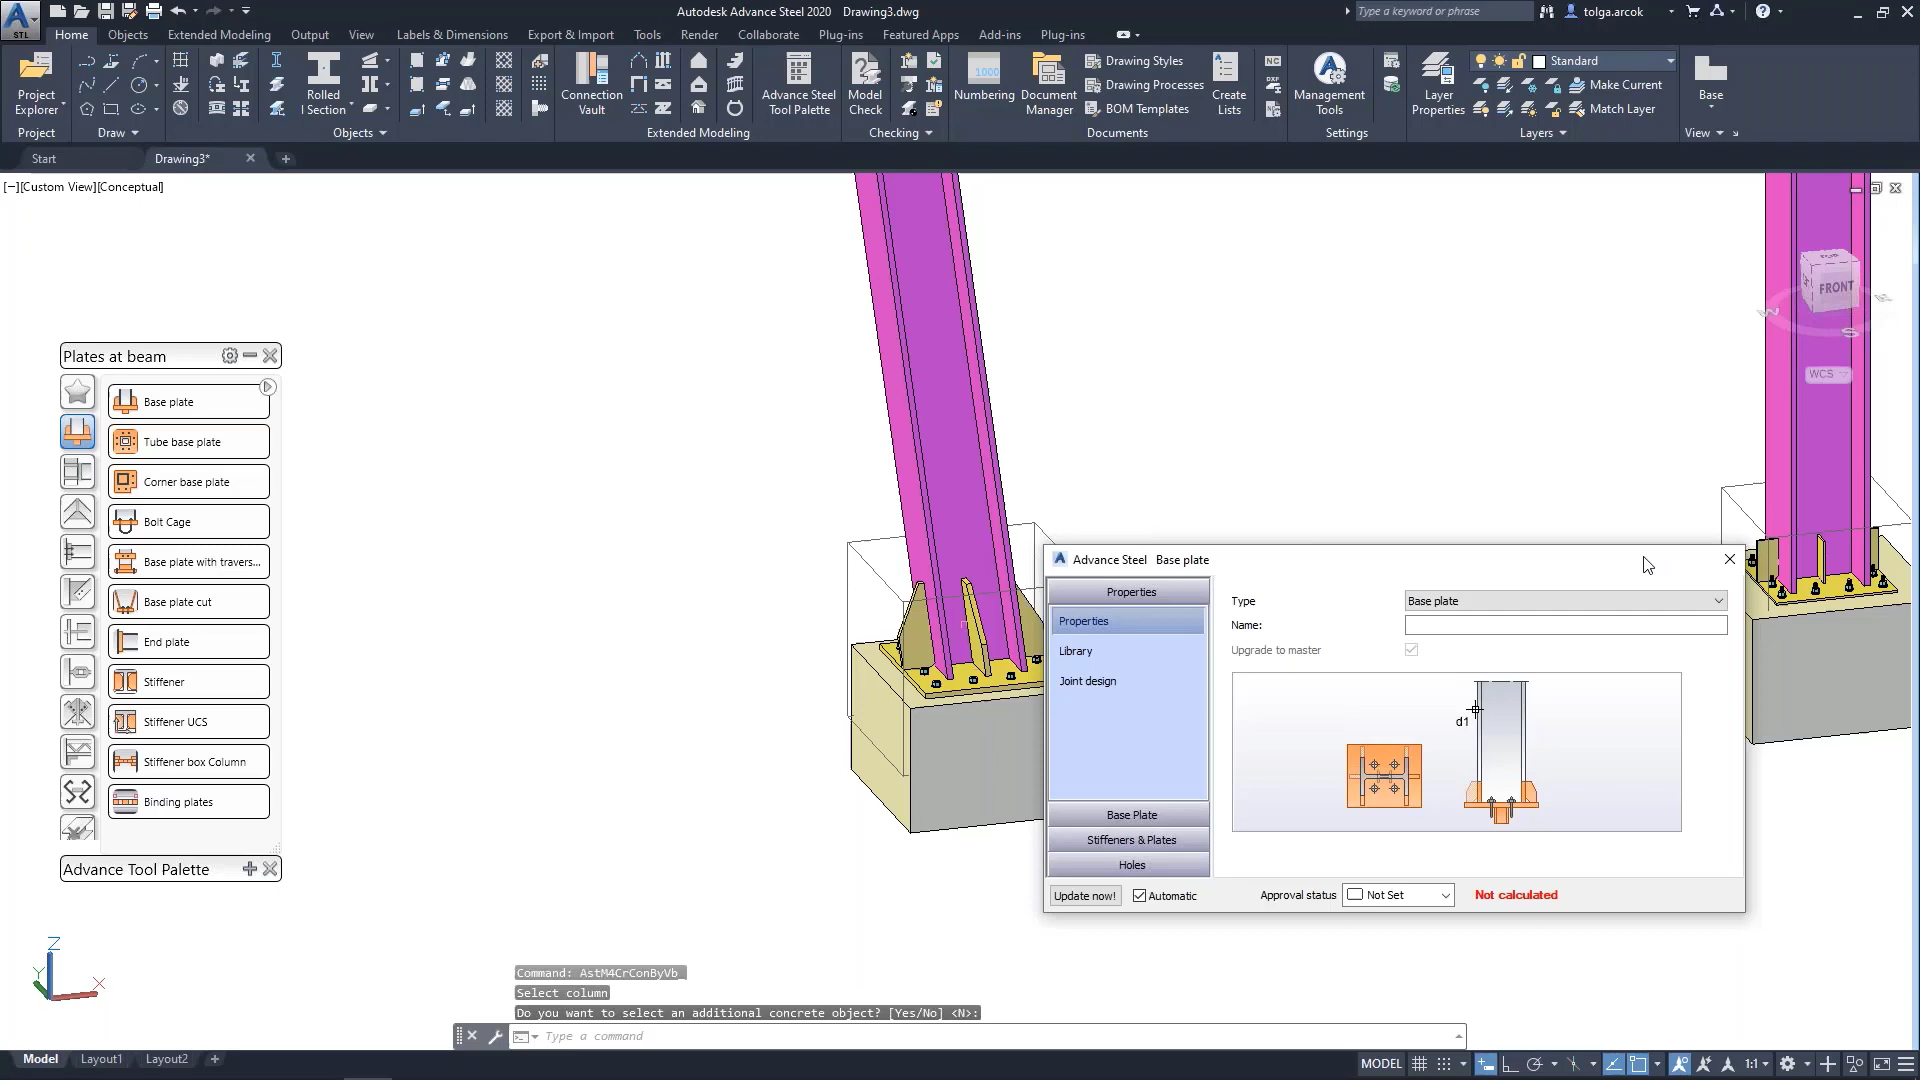 Autodesk Advance Steel 2020 Drawing3.dwg
Type a keyword or phrase
tolga.arcok
STL
Home Objects Extended Modeling Output View Labels & Dimensions Export & Import Tools Render Collaborate Plug-ins Featured Apps Add-ins Plug-ins
Project
Explorer
Rolled
I Section
Connection
Vault
Advance Steel
Tool Palette
Model
Check
1000
Numbering
Document
Manager
Drawing Styles
Drawing Processes
BOM Templates
Create
Lists
NC
DXF
NC
Management
Tools
Layer
Properties
Standard
Make Current
Match Layer
Base
Project Draw Objects Extended Modeling Checking Documents Settings Layers View
Start Drawing3*
[−][Custom View][Conceptual]
TOP
FRONT
W
S
WCS
Plates at beam
Base plate
Tube base plate
Corner base plate
Bolt Cage
Base plate with travers...
Base plate cut
End plate
Stiffener
Stiffener UCS
Stiffener box Column
Binding plates
Advance Tool Palette
Advance Steel Base plate
Properties
Properties
Library
Joint design
Base Plate
Stiffeners & Plates
Holes
Type Base plate
Name:
Upgrade to master
d1
Update now! Automatic Approval status Not Set Not calculated
Z
Y
X
Command: AstM4CrConByVb
Select column
Do you want to select an additional concrete object? [Yes/No] <N>:
Type a command
Model Layout1 Layout2
MODEL 1:1